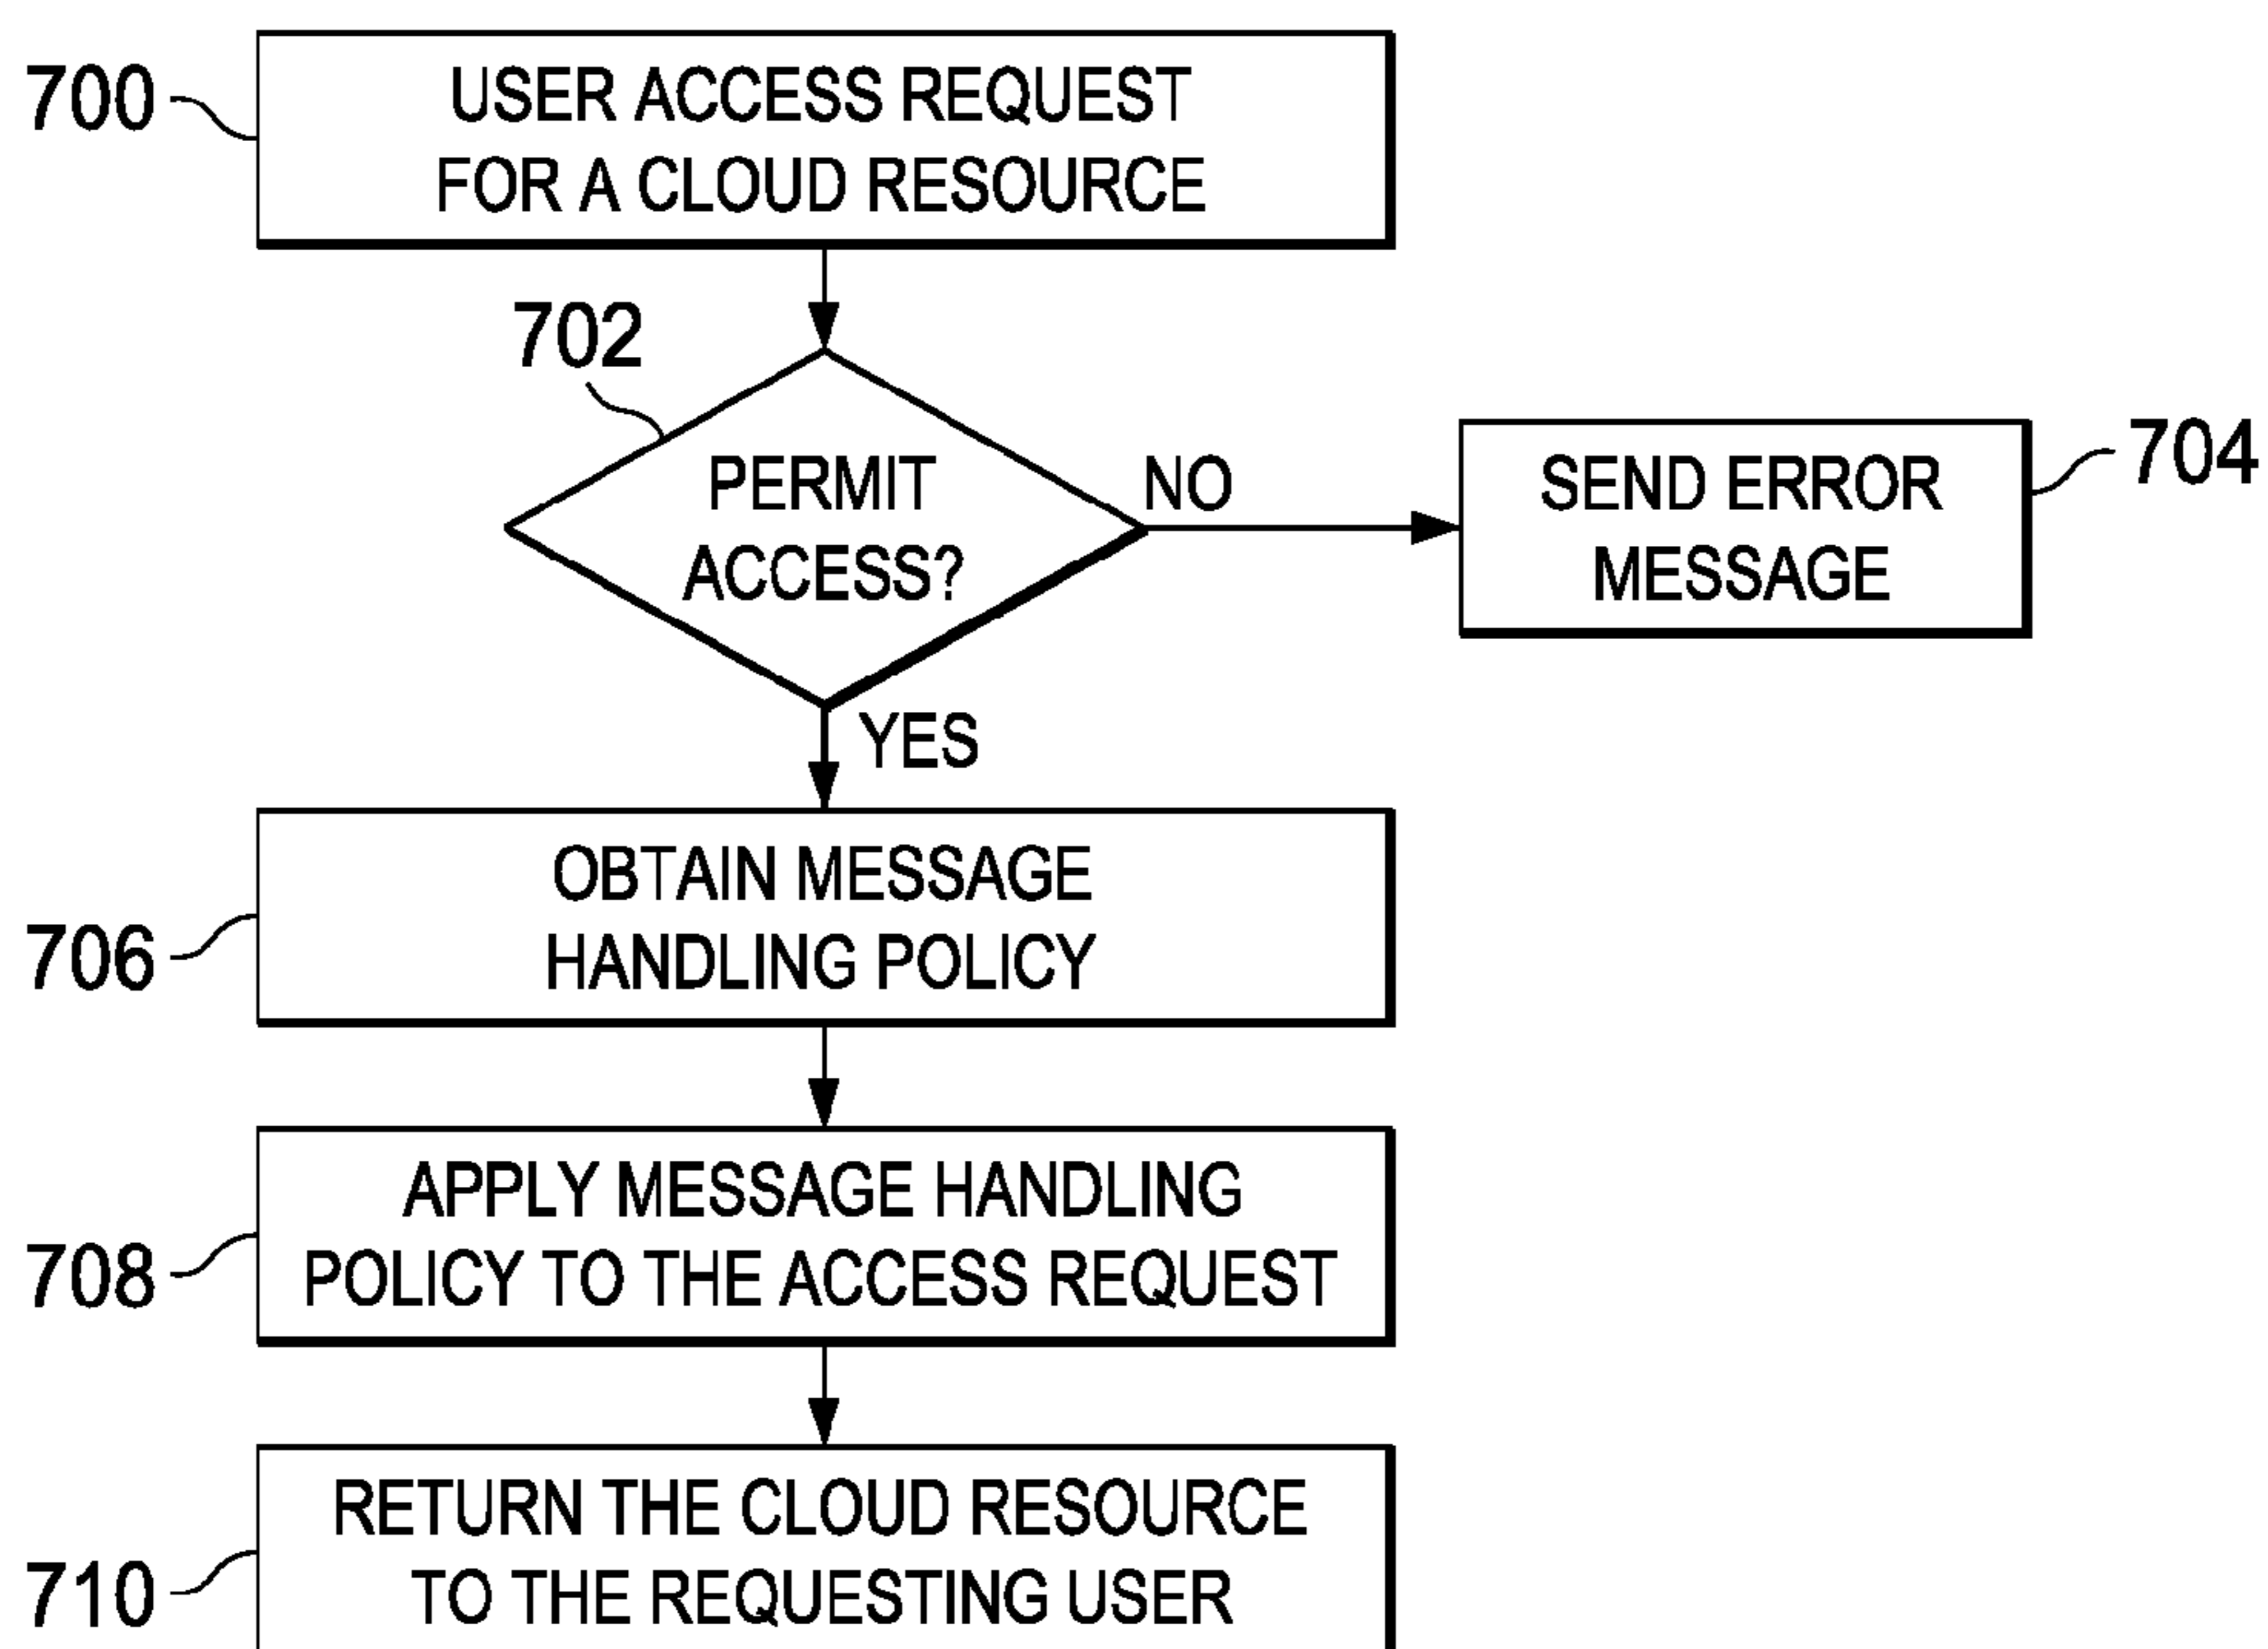 700
USER ACCESS REQUEST
FOR A CLOUD RESOURCE
702
PERMIT
ACCESS?
NO
SEND ERROR
MESSAGE
704
YES
706
OBTAIN MESSAGE
HANDLING POLICY
708
APPLY MESSAGE HANDLING
POLICY TO THE ACCESS REQUEST
710
RETURN THE CLOUD RESOURCE
TO THE REQUESTING USER